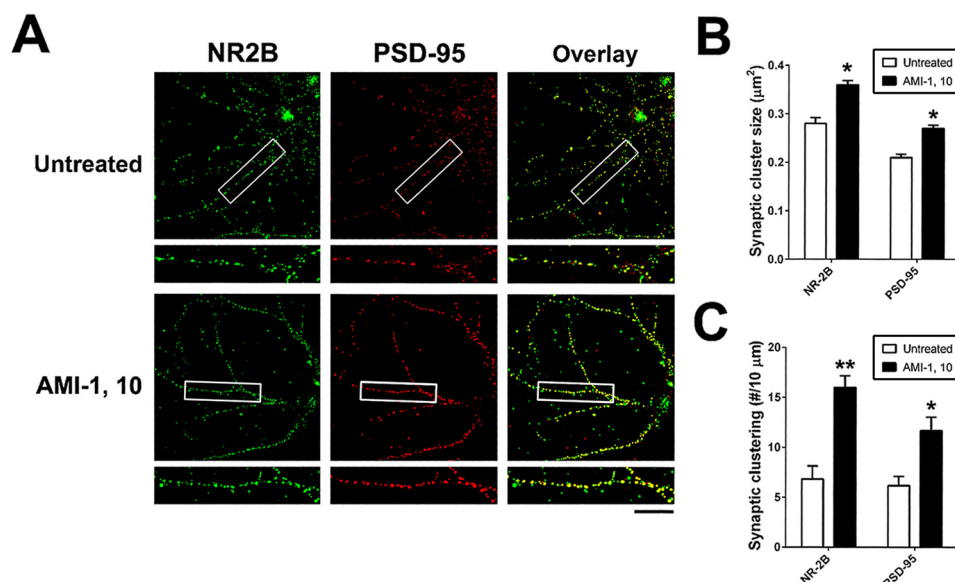 A
NR2B PSD-95 Overlay
Untreated
AMI-1, 10
B
Synaptic cluster size (μm²)
0.4
0.3
0.2
0.1
0.0
* *
Untreated
AMI-1, 10
NR-2B PSD-95
C
Synaptic clustering (#/10 μm)
20
15
10
5
0
** *
Untreated
AMI-1, 10
NR-2B PSD-95